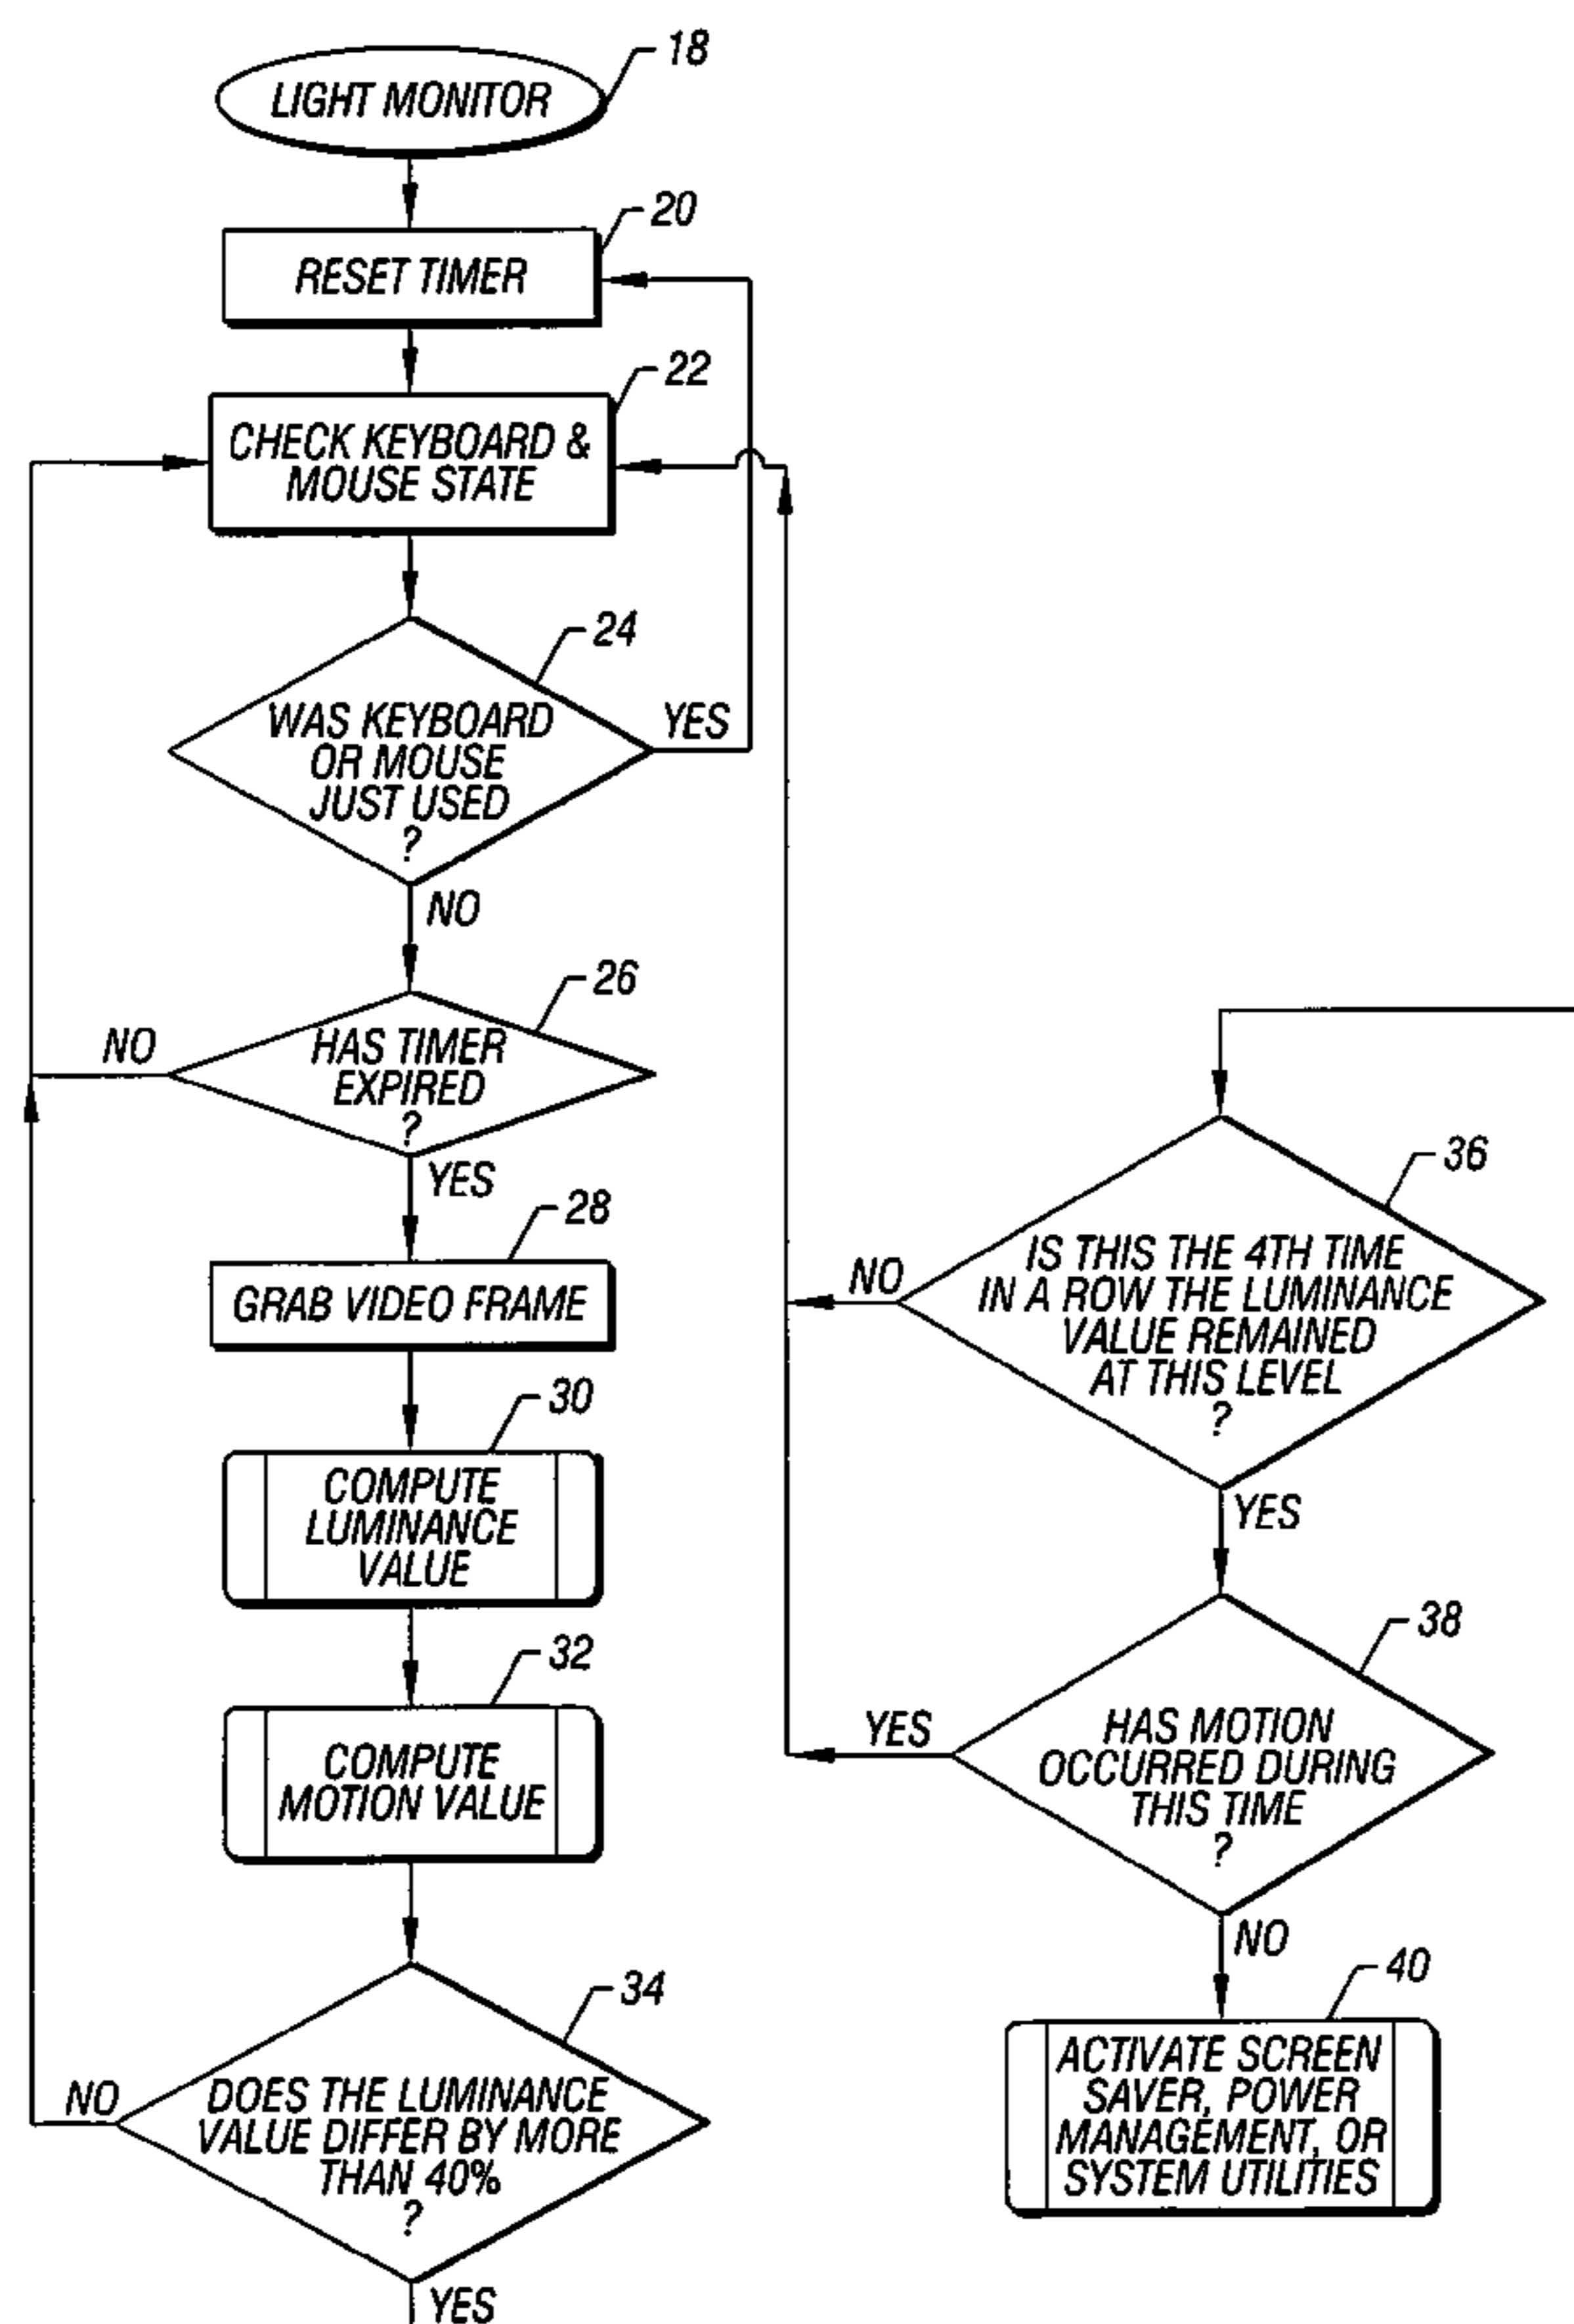 18
LIGHT MONITOR
20
RESET TIMER
22
CHECK KEYBOARD &
MOUSE STATE
24
WAS KEYBOARD
OR MOUSE
JUST USED
?
YES
NO
26
HAS TIMER
EXPIRED
?
NO
YES
28
GRAB VIDEO FRAME
30
COMPUTE
LUMINANCE
VALUE
32
COMPUTE
MOTION VALUE
34
DOES THE LUMINANCE
VALUE DIFFER BY MORE
THAN 40%
?
NO
YES
36
IS THIS THE 4TH TIME
IN A ROW THE LUMINANCE
VALUE REMAINED
AT THIS LEVEL
?
NO
YES
38
HAS MOTION
OCCURRED DURING
THIS TIME
?
YES
NO
40
ACTIVATE SCREEN
SAVER, POWER
MANAGEMENT, OR
SYSTEM UTILITIES